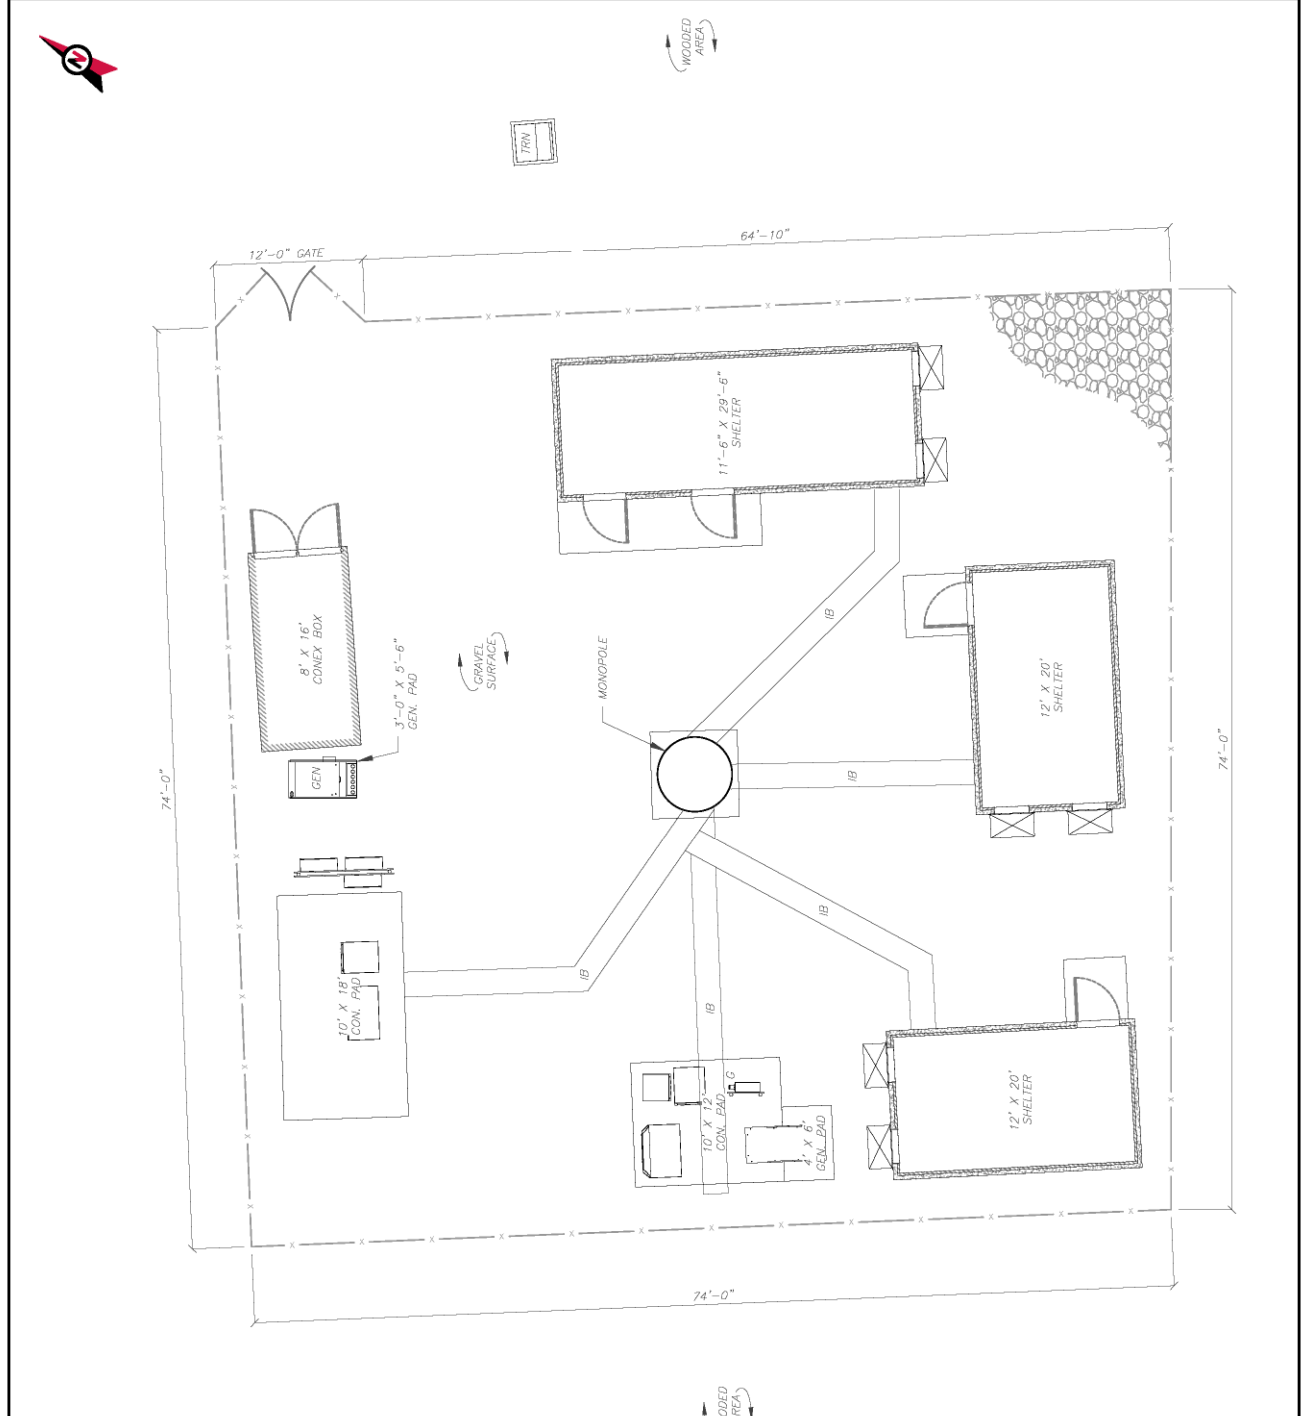 N
WOODED
AREA
TRN
12'-0" GATE
64'-10"
11'-6" X 29'-6"
SHELTER
8' X 16'
CONEX BOX
3'-0" X 5'-6"
GEN. PAD
GRAVEL
SURFACE
MONOPOLE
IB
12' X 20'
SHELTER
74'-0"
74'-0"
GEN
IB
IB
IB
IB
10' X 18'
CON. PAD
G
10' X 12'
CON. PAD
4' X 6'
GEN. PAD
12' X 20'
SHELTER
74'-0"